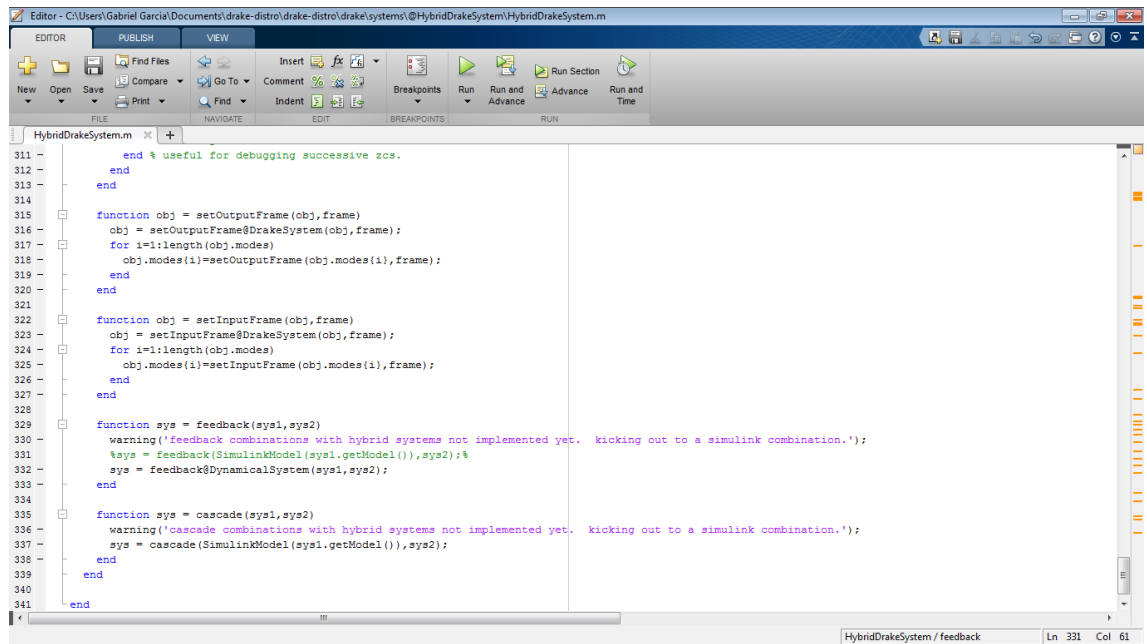 Editor - C:\Users\Gabriel Garcia\Documents\drake-distro\drake-distro\drake\systems\@HybridDrakeSystem\HybridDrakeSystem.m
EDITOR PUBLISH VIEW
New Open Save Find Files Compare Print Go To Find Insert fx Comment Indent Breakpoints Run Run and Advance Run Section Advance Run and Time
FILE NAVIGATE EDIT BREAKPOINTS RUN
HybridDrakeSystem.m × +
311 – end % useful for debugging successive zcs.
312 – end
313 – end
314
315 function obj = setOutputFrame(obj,frame)
316 – obj = setOutputFrame@DrakeSystem(obj,frame);
317 – for i=1:length(obj.modes)
318 – obj.modes{i}=setOutputFrame(obj.modes{i},frame);
319 – end
320 – end
321
322 function obj = setInputFrame(obj,frame)
323 – obj = setInputFrame@DrakeSystem(obj,frame);
324 – for i=1:length(obj.modes)
325 – obj.modes{i}=setInputFrame(obj.modes{i},frame);
326 – end
327 – end
328
329 function sys = feedback(sys1,sys2)
330 – warning('feedback combinations with hybrid systems not implemented yet.  kicking out to a simulink combination.');
331 %sys = feedback(SimulinkModel(sys1.getModel()),sys2);%
332 – sys = feedback@DynamicalSystem(sys1,sys2);
333 – end
334
335 function sys = cascade(sys1,sys2)
336 – warning('cascade combinations with hybrid systems not implemented yet.  kicking out to a simulink combination.');
337 – sys = cascade(SimulinkModel(sys1.getModel()),sys2);
338 – end
339 end
340
341 end
HybridDrakeSystem / feedback Ln 331 Col 61